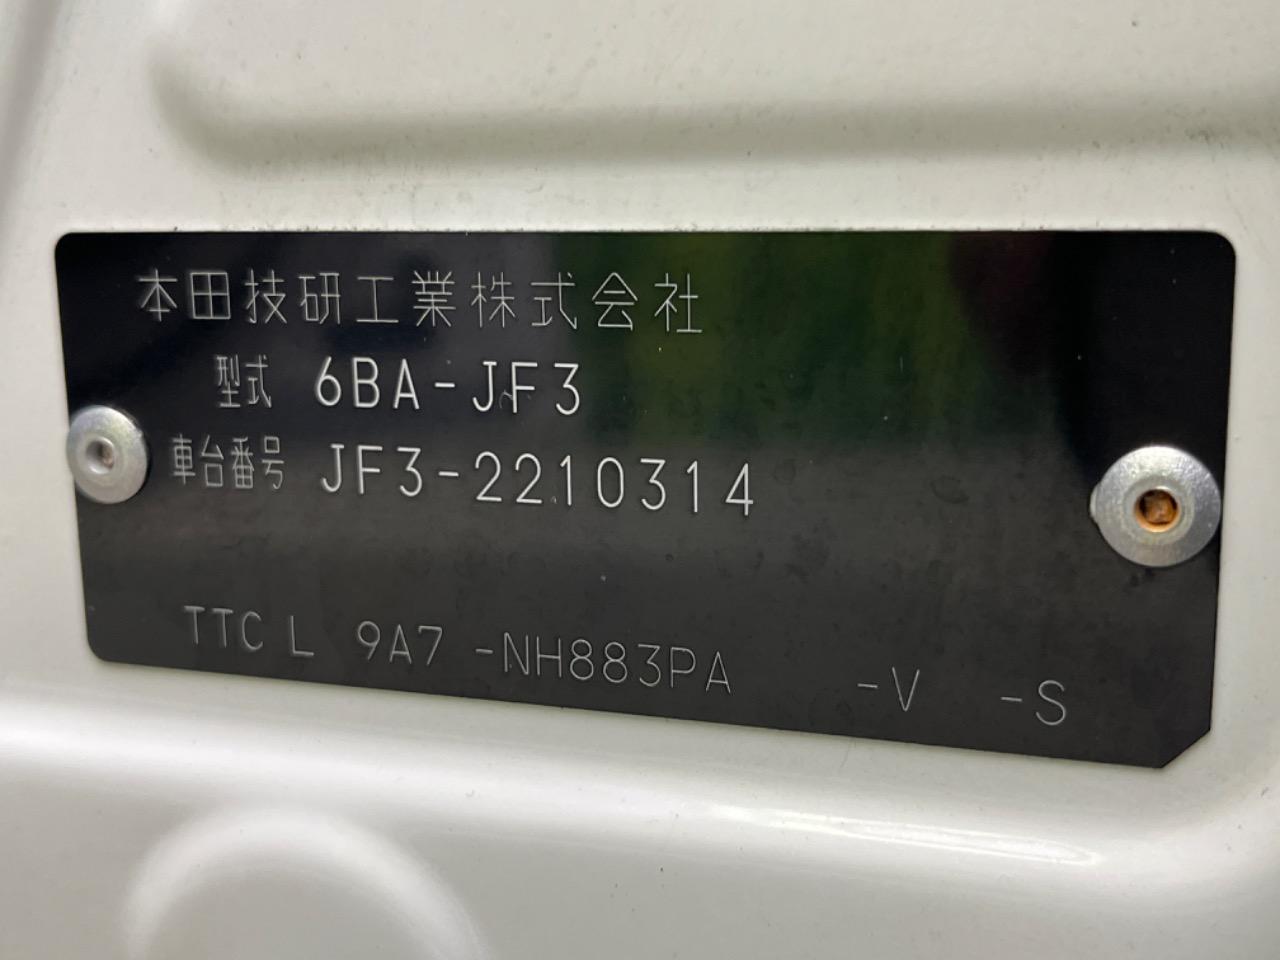 本田技研工業株式会社
型式 6BA-JF3
車台番号 JF3-2210314
TTC L 9A7 -NH883PA -V -S